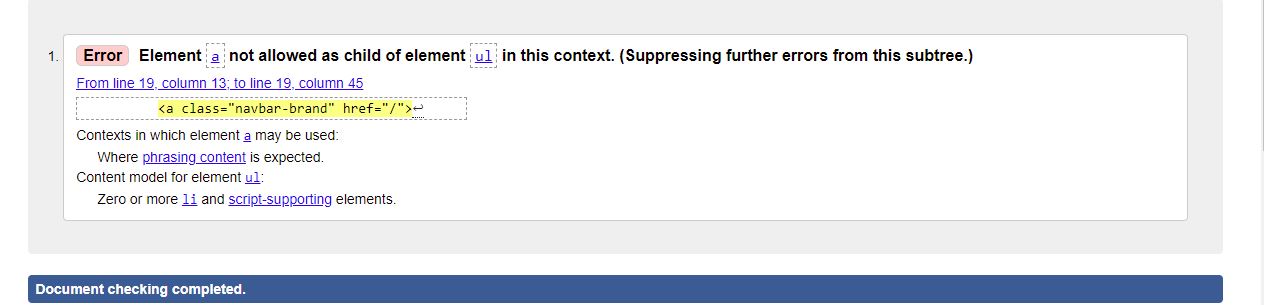 1. Error Element a not allowed as child of element ul in this context. (Suppressing further errors from this subtree.)
From line 19, column 13; to line 19, column 45
<a class="navbar-brand" href="/">↩
Contexts in which element a may be used:
Where phrasing content is expected.
Content model for element ul:
Zero or more li and script-supporting elements.
Document checking completed.